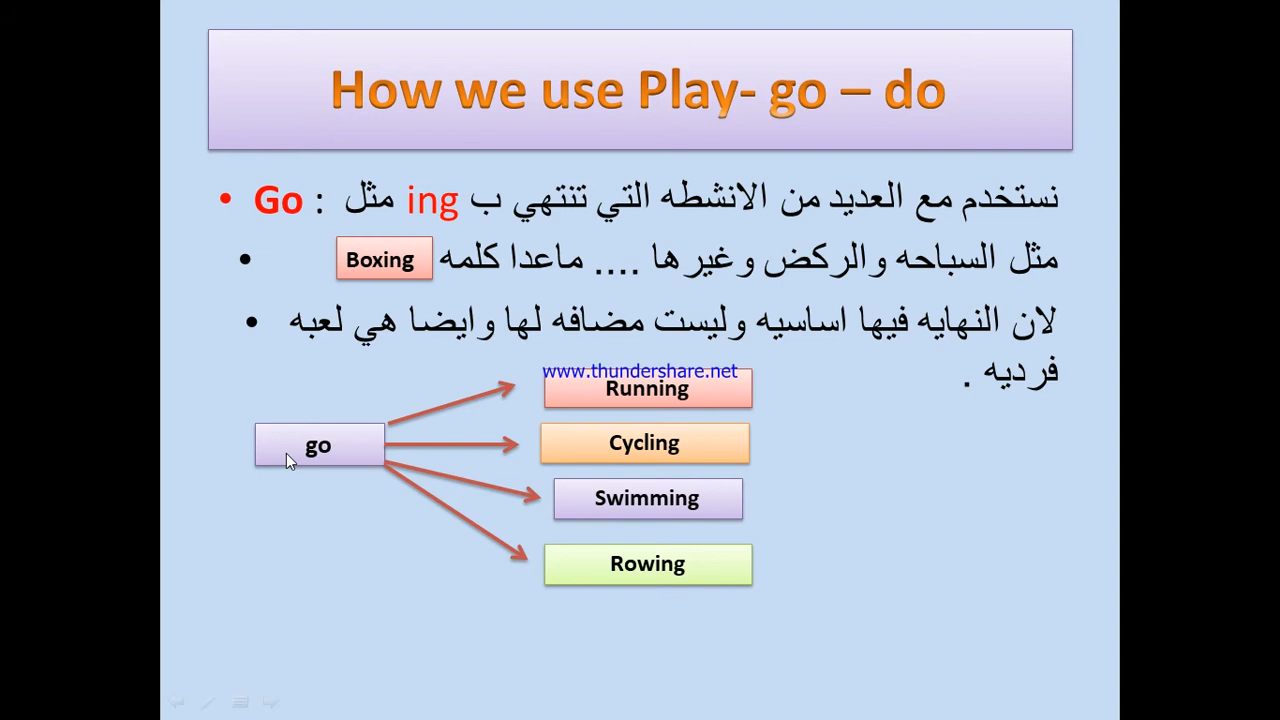 How we use Play- go – do
• Go : نستخدم مع العديد من الانشطه التي تنتهي ب ing مثل
• مثل السباحه والركض وغيرها .... ماعدا كلمه Boxing
• لان النهايه فيها اساسيه وليست مضافه لها وايضا هي لعبه
فرديه .
www.thundershare.net
Running
go
Cycling
Swimming
Rowing